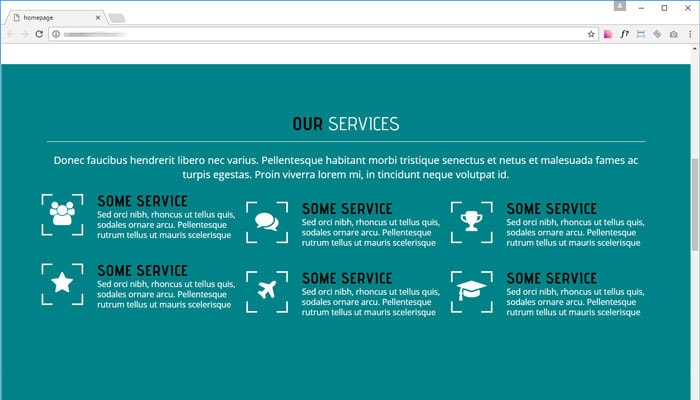 homepage
f?
OUR SERVICES
Donec faucibus hendrerit libero nec varius. Pellentesque habitant morbi tristique senectus et netus et malesuada fames ac
turpis egestas. Proin viverra lorem mi, in tincidunt neque volutpat id.
SOME SERVICE
Sed orci nibh, rhoncus ut tellus quis,
sodales ornare arcu. Pellentesque
rutrum tellus ut mauris scelerisque
SOME SERVICE
Sed orci nibh, rhoncus ut tellus quis,
sodales ornare arcu. Pellentesque
rutrum tellus ut mauris scelerisque
SOME SERVICE
Sed orci nibh, rhoncus ut tellus quis,
sodales ornare arcu. Pellentesque
rutrum tellus ut mauris scelerisque
SOME SERVICE
Sed orci nibh, rhoncus ut tellus quis,
sodales ornare arcu. Pellentesque
rutrum tellus ut mauris scelerisque
SOME SERVICE
Sed orci nibh, rhoncus ut tellus quis,
sodales ornare arcu. Pellentesque
rutrum tellus ut mauris scelerisque
SOME SERVICE
Sed orci nibh, rhoncus ut tellus quis,
sodales ornare arcu. Pellentesque
rutrum tellus ut mauris scelerisque